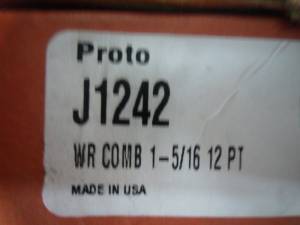 Proto
J1242
WR COMB 1-5/16 12 PT
MADE IN USA